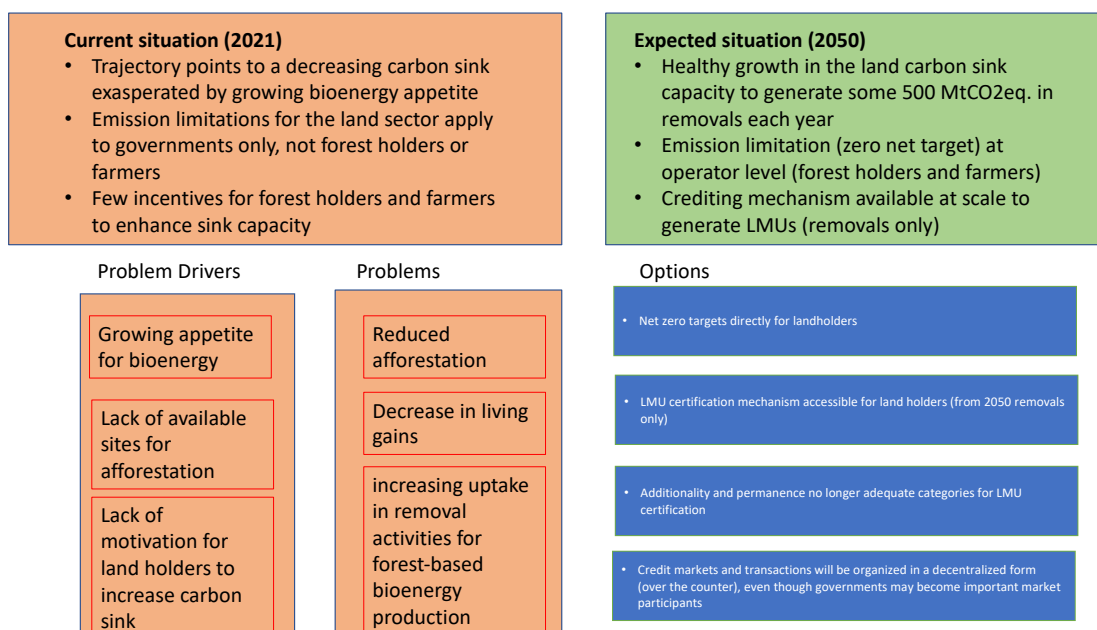 Current situation (2021)
• Trajectory points to a decreasing carbon sink
exasperated by growing bioenergy appetite
• Emission limitations for the land sector apply
to governments only, not forest holders or
farmers
• Few incentives for forest holders and farmers
to enhance sink capacity
Expected situation (2050)
• Healthy growth in the land carbon sink
capacity to generate some 500 MtCO2eq. in
removals each year
• Emission limitation (zero net target) at
operator level (forest holders and farmers)
• Crediting mechanism available at scale to
generate LMUs (removals only)
Problem Drivers
Growing appetite
for bioenergy
Lack of available
sites for
afforestation
Lack of
motivation for
land holders to
increase carbon
sink
Problems
Reduced
afforestation
Decrease in living
gains
increasing uptake
in removal
activities for
forest-based
bioenergy
production
Options
• Net zero targets directly for landholders
• LMU certification mechanism accessible for land holders (from 2050 removals
only)
• Additionality and permanence no longer adequate categories for LMU
certification
• Credit markets and transactions will be organized in a decentralized form
(over the counter), even though governments may become important market
participants